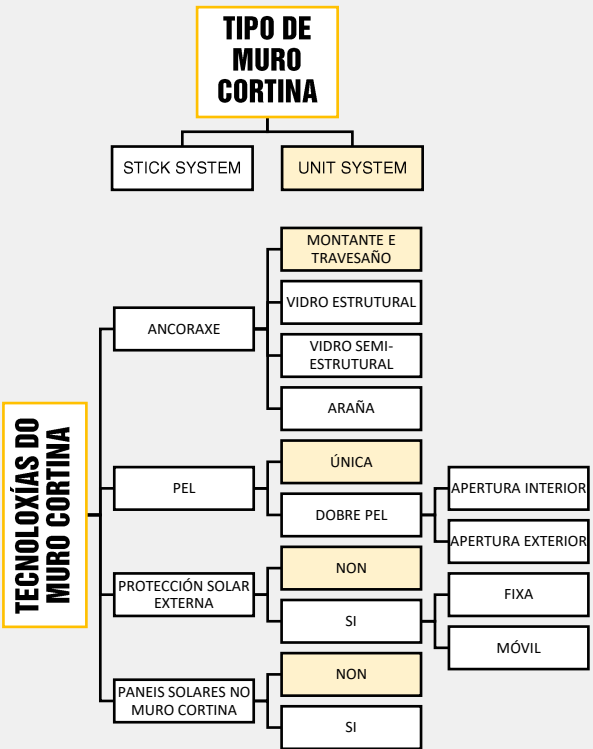 TIPO DE
MURO
CORTINA
STICK SYSTEM
UNIT SYSTEM
TECNOLOXÍAS DO
MURO CORTINA
ANCORAXE
MONTANTE E
TRAVESAÑO
VIDRO ESTRUTURAL
VIDRO SEMI-
ESTRUTURAL
ARAÑA
PEL
ÚNICA
DOBRE PEL
APERTURA INTERIOR
APERTURA EXTERIOR
PROTECCIÓN SOLAR
EXTERNA
NON
SI
FIXA
MÓVIL
PANEIS SOLARES NO
MURO CORTINA
NON
SI